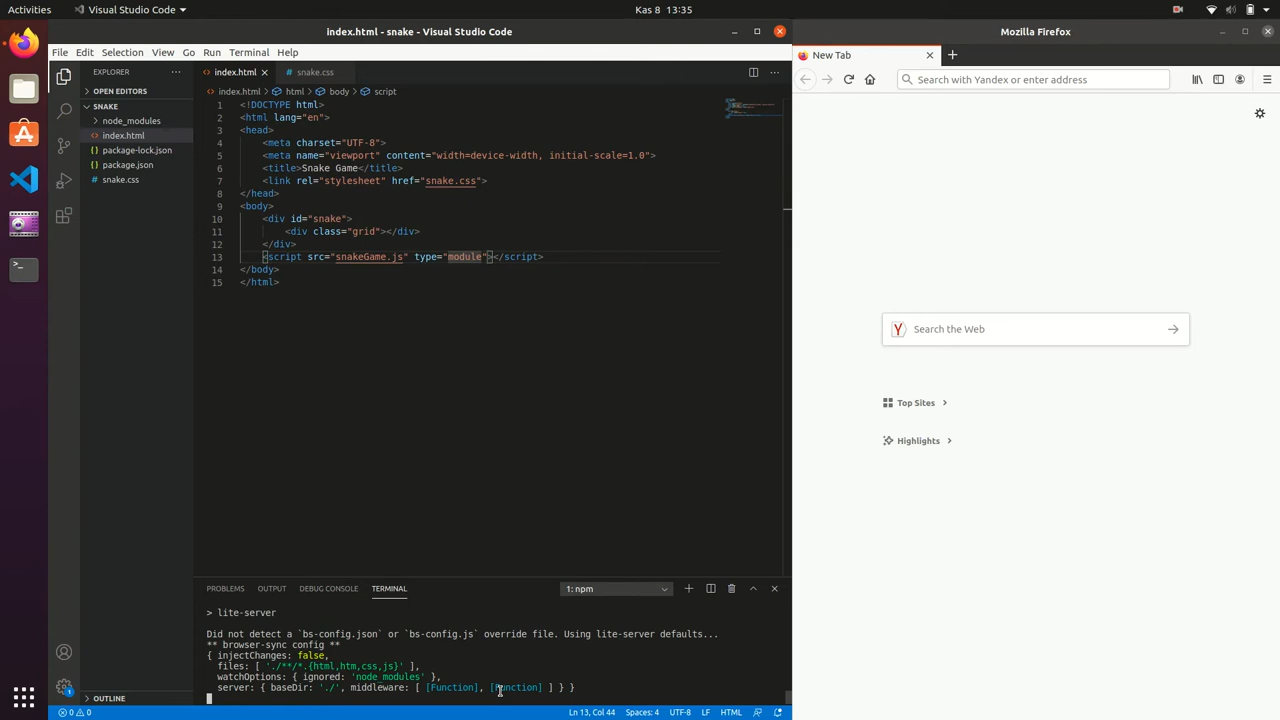 Activities
Visual Studio Code
Kas 8 13:35
index.html - snake - Visual Studio Code
Mozilla Firefox
File Edit Selection View Go Run Terminal Help
New Tab
EXPLORER
index.html
snake.css
Search with Yandex or enter address
OPEN EDITORS
index.html > html > body > script
SNAKE
node_modules
index.html
package-lock.json
package.json
snake.css
1 <!DOCTYPE html>
2 <html lang="en">
3 <head>
4 <meta charset="UTF-8">
5 <meta name="viewport" content="width=device-width, initial-scale=1.0">
6 <title>Snake Game</title>
7 <link rel="stylesheet" href="snake.css">
8 </head>
9 <body>
10 <div id="snake">
11 <div class="grid"></div>
12 </div>
13 <script src="snakeGame.js" type="module"></script>
14 </body>
15 </html>
Y Search the Web
Top Sites
Highlights
PROBLEMS OUTPUT DEBUG CONSOLE TERMINAL
1: npm
> lite-server
Did not detect a `bs-config.json` or `bs-config.js` override file. Using lite-server defaults...
** browser-sync config **
{ injectChanges: false,
files: [ './**/*.{html,htm,css,js}' ],
watchOptions: { ignored: 'node_modules' },
server: { baseDir: './', middleware: [ [Function], [Function] ] } }
OUTLINE
1
0 0
Ln 13, Col 44
Spaces: 4
UTF-8
LF
HTML